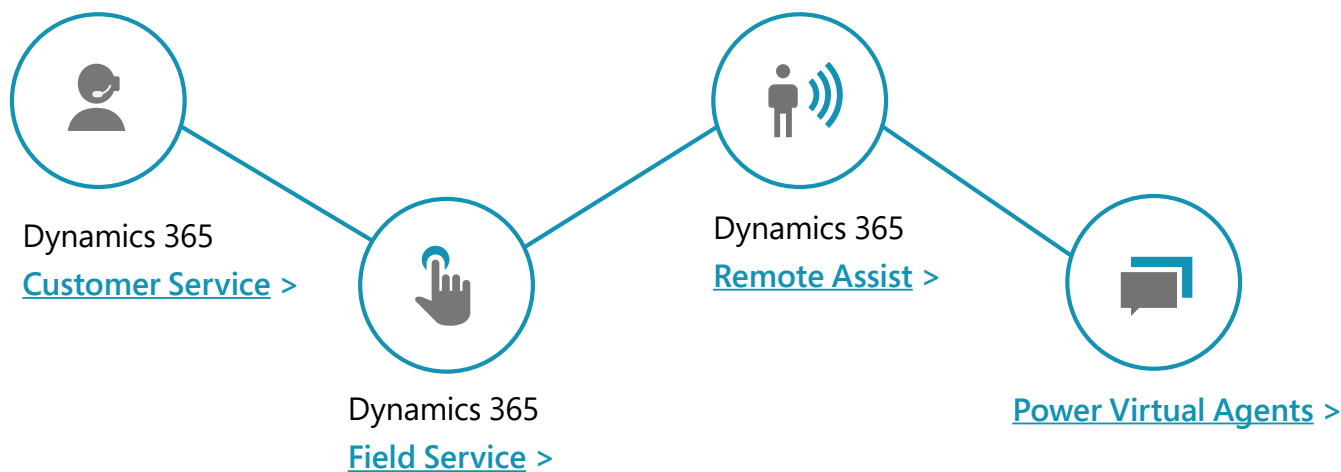 Dynamics 365
Customer Service >
Dynamics 365
Field Service >
Dynamics 365
Remote Assist >
Power Virtual Agents >